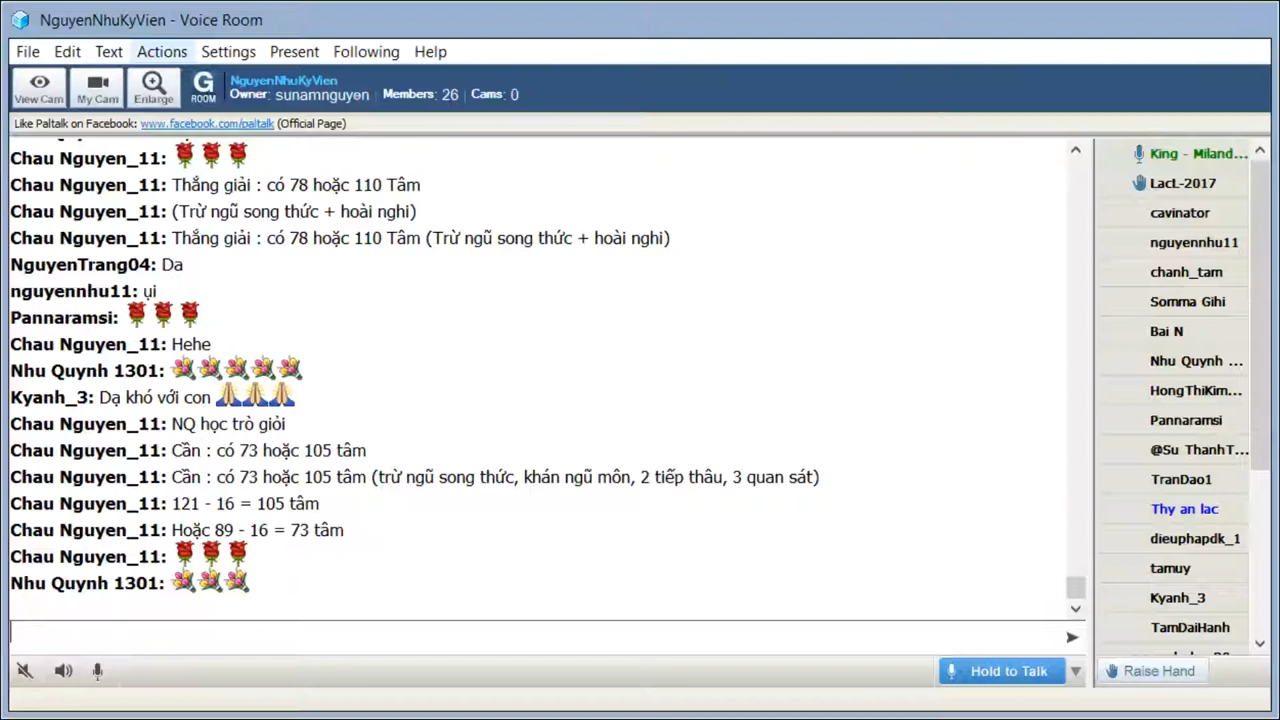 NguyenNhuKyVien - Voice Room
File Edit Text Actions Settings Present Following Help
View Cam My Cam Enlarge G ROOM
NguyenNhuKyVien
Owner: sunamnguyen Members: 26 Cams: 0
Like Paltalk on Facebook: www.facebook.com/paltalk (Official Page)
Chau Nguyen_11:
Chau Nguyen_11: Thắng giải : có 78 hoặc 110 Tâm
Chau Nguyen_11: (Trừ ngũ song thức + hoài nghi)
Chau Nguyen_11: Thắng giải : có 78 hoặc 110 Tâm (Trừ ngũ song thức + hoài nghi)
NguyenTrang04: Da
nguyennhu11: ụi
Pannaramsi:
Chau Nguyen_11: Hehe
Nhu Quynh 1301:
Kyanh_3: Dạ khó với con
Chau Nguyen_11: NQ học trò giỏi
Chau Nguyen_11: Cần : có 73 hoặc 105 tâm
Chau Nguyen_11: Cần : có 73 hoặc 105 tâm (trừ ngũ song thức, khán ngũ môn, 2 tiếp thâu, 3 quan sát)
Chau Nguyen_11: 121 - 16 = 105 tâm
Chau Nguyen_11: Hoặc 89 - 16 = 73 tâm
Chau Nguyen_11:
Nhu Quynh 1301:
King - Miland...
LacL-2017
cavinator
nguyennhu11
chanh_tam
Somma Gihi
Bai N
Nhu Quynh ...
HongThiKim...
Pannaramsi
@Su ThanhT...
TranDao1
Thy an lac
dieuphapdk_1
tamuy
Kyanh_3
TamDaiHanh
Hold to Talk
Raise Hand